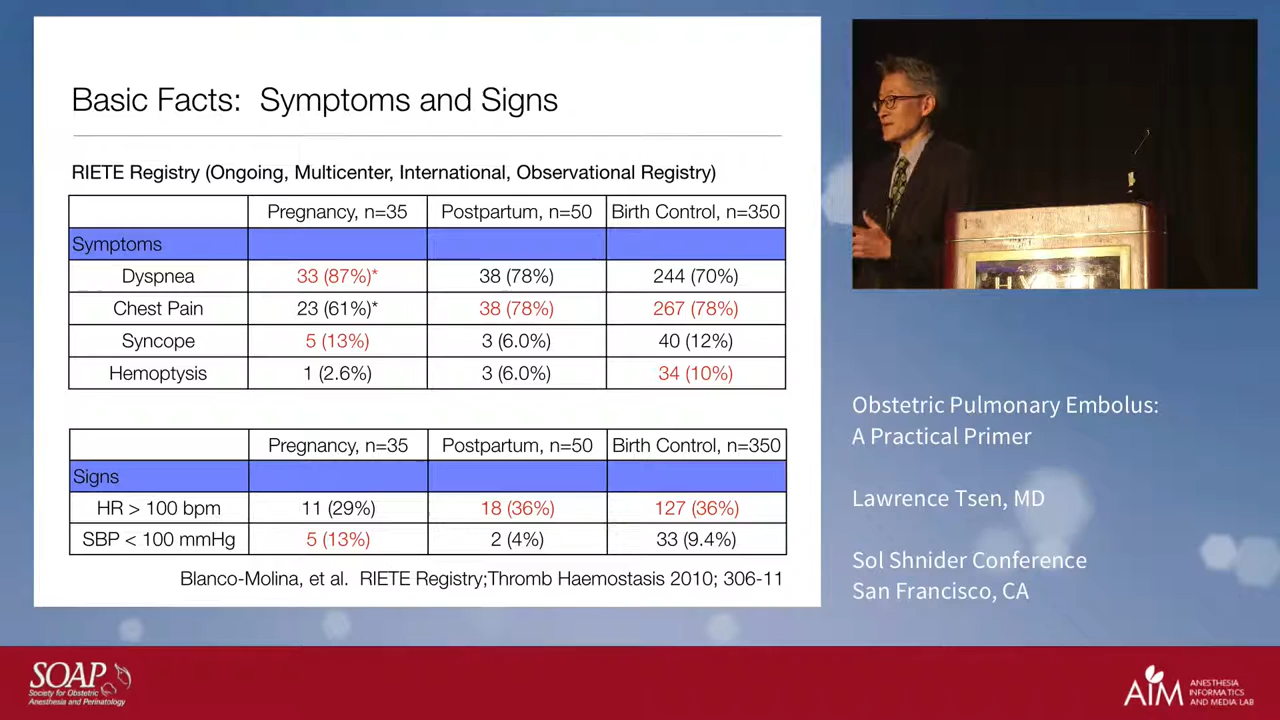 Basic Facts: Symptoms and Signs
RIETE Registry (Ongoing, Multicenter, International, Observational Registry)
Pregnancy, n=35 Postpartum, n=50 Birth Control, n=350
Symptoms
Dyspnea 33 (87%)* 38 (78%) 244 (70%)
Chest Pain 23 (61%)* 38 (78%) 267 (78%)
Syncope 5 (13%) 3 (6.0%) 40 (12%)
Hemoptysis 1 (2.6%) 3 (6.0%) 34 (10%)
Pregnancy, n=35 Postpartum, n=50 Birth Control, n=350
Signs
HR > 100 bpm 11 (29%) 18 (36%) 127 (36%)
SBP < 100 mmHg 5 (13%) 2 (4%) 33 (9.4%)
Blanco-Molina, et al. RIETE Registry;Thromb Haemostasis 2010; 306-11
Obstetric Pulmonary Embolus:
A Practical Primer
Lawrence Tsen, MD
Sol Shnider Conference
San Francisco, CA
SOAP
Society for Obstetric
Anesthesia and Perinatology
AIM
ANESTHESIA
INFORMATICS
AND MEDIA LAB